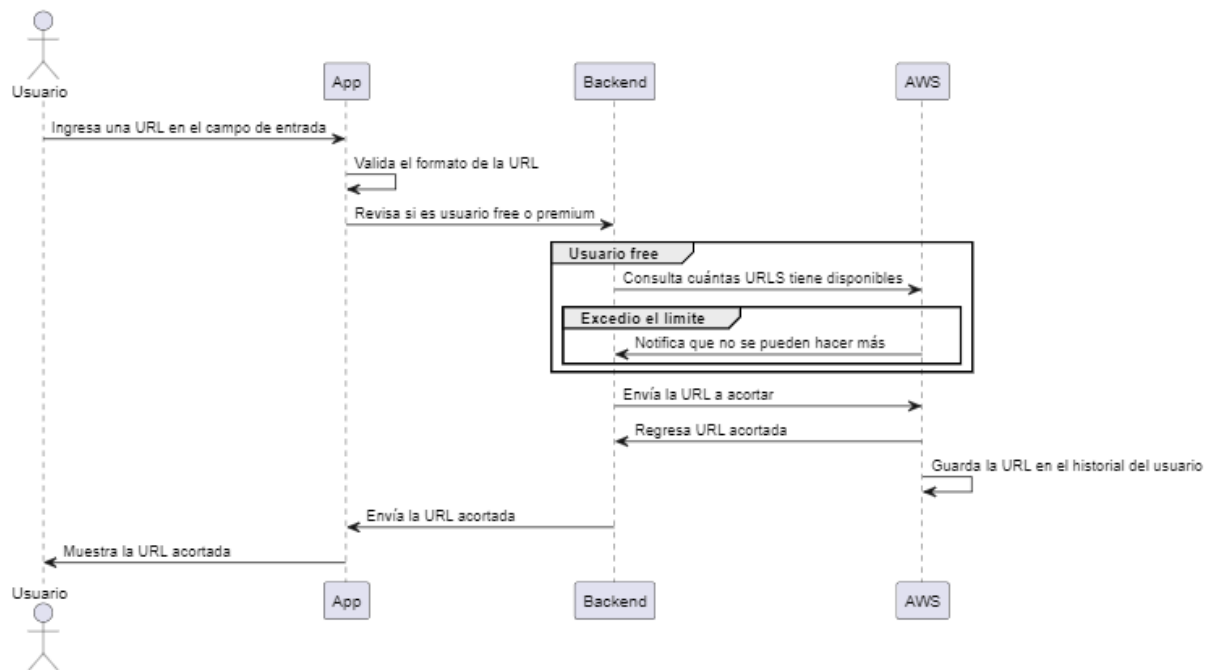 Usuario
App
Backend
AWS
Ingresa una URL en el campo de entrada
Valida el formato de la URL
Revisa si es usuario free o premium
Usuario free
Consulta cuántas URLS tiene disponibles
Excedio el limite
Notifica que no se pueden hacer más
Envía la URL a acortar
Regresa URL acortada
Guarda la URL en el historial del usuario
Envía la URL acortada
Muestra la URL acortada
Usuario
App
Backend
AWS